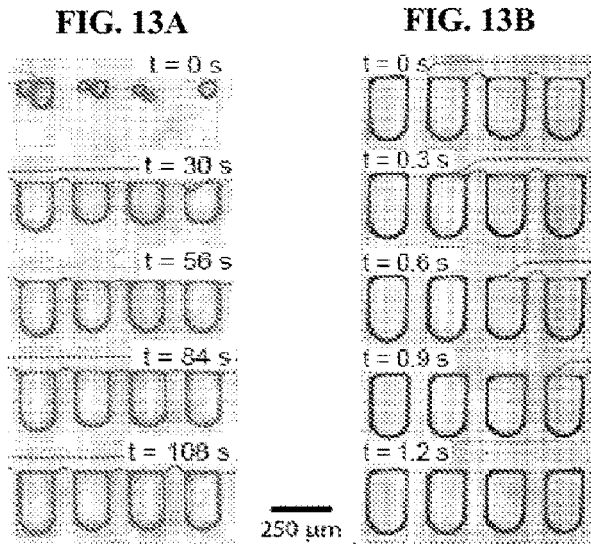 FIG. 13A
t = 0 s
t = 30 s
t = 56 s
t = 84 s
t = 108 s
FIG. 13B
t = 0 s
t = 0.3 s
t = 0.6 s
t = 0.9 s
t = 1.2 s
250 µm